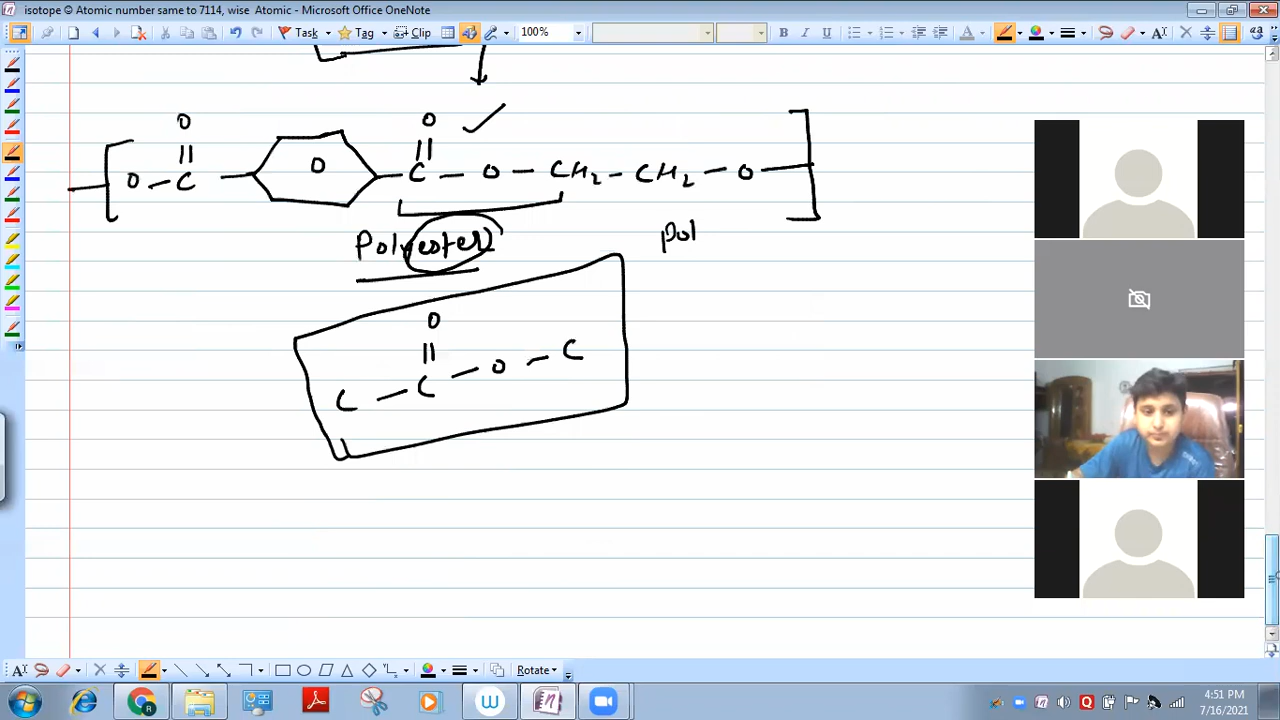 isotope © Atomic number same to 7114, wise Atomic - Microsoft Office OneNote
Task Tag Clip 100% B I U A
O O
|| ||
[ O - C - O - C - O - CH2 - CH2 - O ]
Polyester pol
O
||
C - C - O - C
Rotate
4:51 PM
7/16/2021